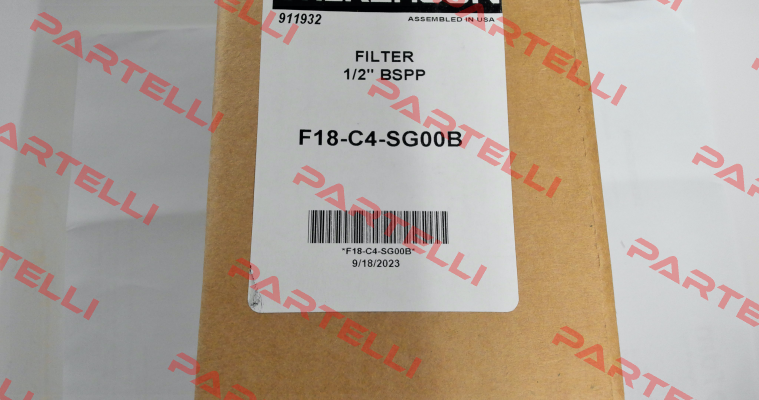 911932
ASSEMBLED IN USA
FILTER
1/2" BSPP
F18-C4-SG00B
*F18-C4-SG00B*
9/18/2023
PARTELLI
PARTELLI
PARTELLI
PARTELLI
PARTELLI
PARTELLI
PARTELLI
PARTELLI
PARTELLI
PARTELLI